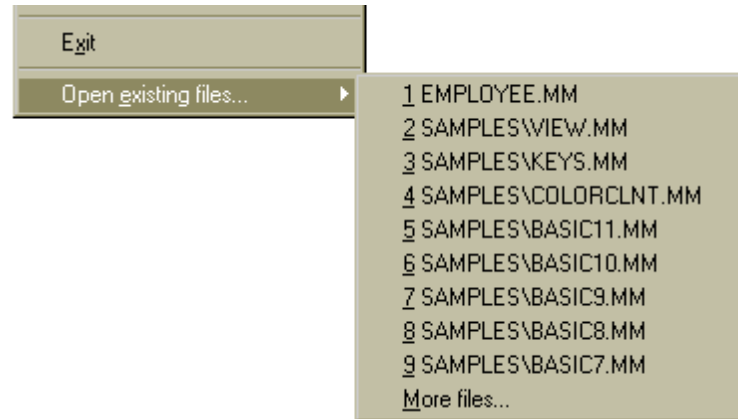 Exit
Open existing files...
1 EMPLOYEE.MM
2 SAMPLES\VIEW.MM
3 SAMPLES\KEYS.MM
4 SAMPLES\COLORCLNT.MM
5 SAMPLES\BASIC11.MM
6 SAMPLES\BASIC10.MM
7 SAMPLES\BASIC9.MM
8 SAMPLES\BASIC8.MM
9 SAMPLES\BASIC7.MM
More files...